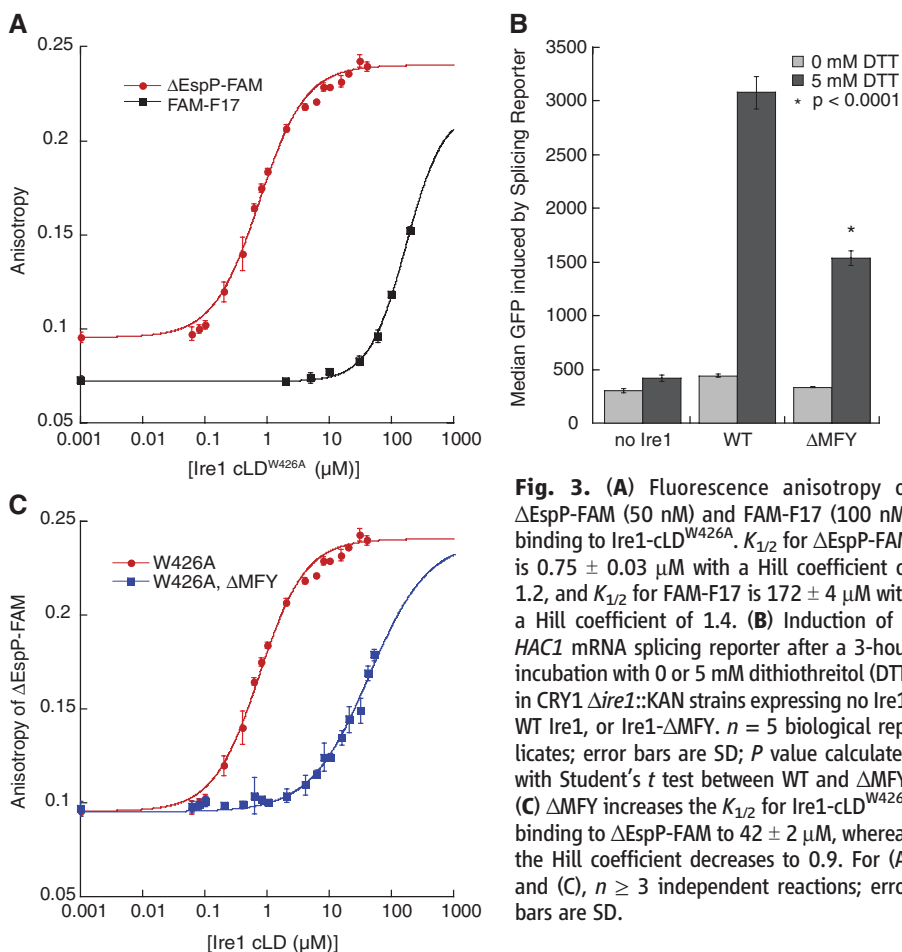 A
0.25
0.2
0.15
0.1
0.05
Anisotropy
ΔEspP-FAM
FAM-F17
0.001 0.01 0.1 1 10 100 1000
[Ire1 cLD^W426A (µM)]
B
Median GFP induced by Splicing Reporter
3500
3000
2500
2000
1500
1000
500
0
0 mM DTT
5 mM DTT
* p < 0.0001
*
no Ire1 WT ΔMFY
C
0.25
0.2
0.15
0.1
0.05
Anisotropy of ΔEspP-FAM
W426A
W426A, ΔMFY
0.001 0.01 0.1 1 10 100 1000
[Ire1 cLD (µM)]
Fig. 3. (A) Fluorescence anisotropy o
ΔEspP-FAM (50 nM) and FAM-F17 (100 nM
binding to Ire1-cLD^W426A. K1/2 for ΔEspP-FAM
is 0.75 ± 0.03 µM with a Hill coefficient o
1.2, and K1/2 for FAM-F17 is 172 ± 4 µM wit
a Hill coefficient of 1.4. (B) Induction of
HAC1 mRNA splicing reporter after a 3-hou
incubation with 0 or 5 mM dithiothreitol (DTT
in CRY1 Δire1::KAN strains expressing no Ire1
WT Ire1, or Ire1-ΔMFY. n = 5 biological rep
licates; error bars are SD; P value calculate
with Student's t test between WT and ΔMFY
(C) ΔMFY increases the K1/2 for Ire1-cLD^W426
binding to ΔEspP-FAM to 42 ± 2 µM, wherea
the Hill coefficient decreases to 0.9. For (A
and (C), n ≥ 3 independent reactions; erro
bars are SD.